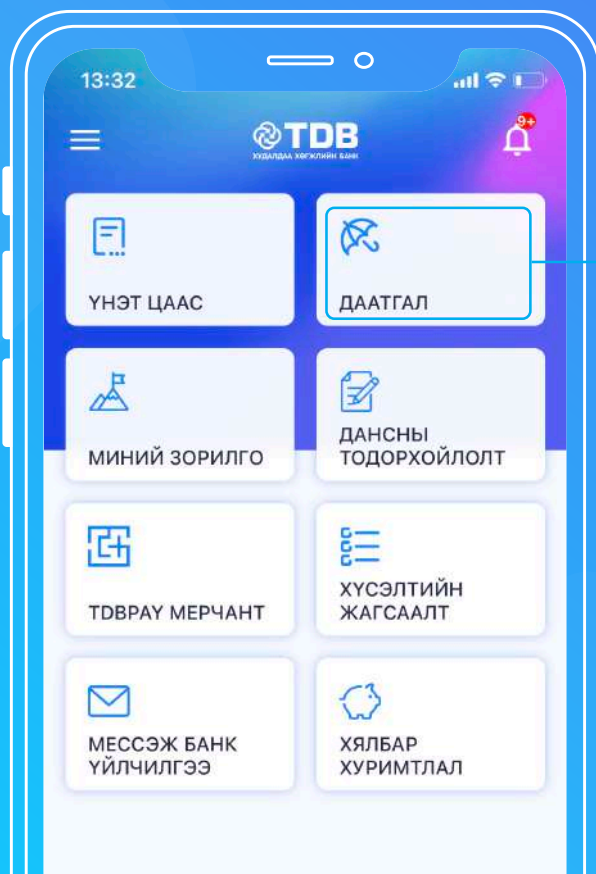 13:32
TDB
ХУДАЛДАА ХӨГЖЛИЙН БАНК
9+
ҮНЭТ ЦААС
ДААТГАЛ
МИНИЙ ЗОРИЛГО
ДАНСНЫ
ТОДОРХОЙЛОЛТ
TDBPAY МЕРЧАНТ
ХҮСЭЛТИЙН
ЖАГСААЛТ
МЕССЭЖ БАНК
ҮЙЛЧИЛГЭЭ
ХЯЛБАР
ХУРИМТЛАЛ